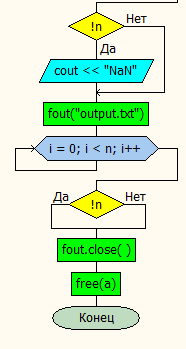 !n
Нет
Да
cout << "NaN"
fout("output.txt")
i = 0; i < n; i++
Да
!n
Нет
fout.close( )
free(a)
Конец